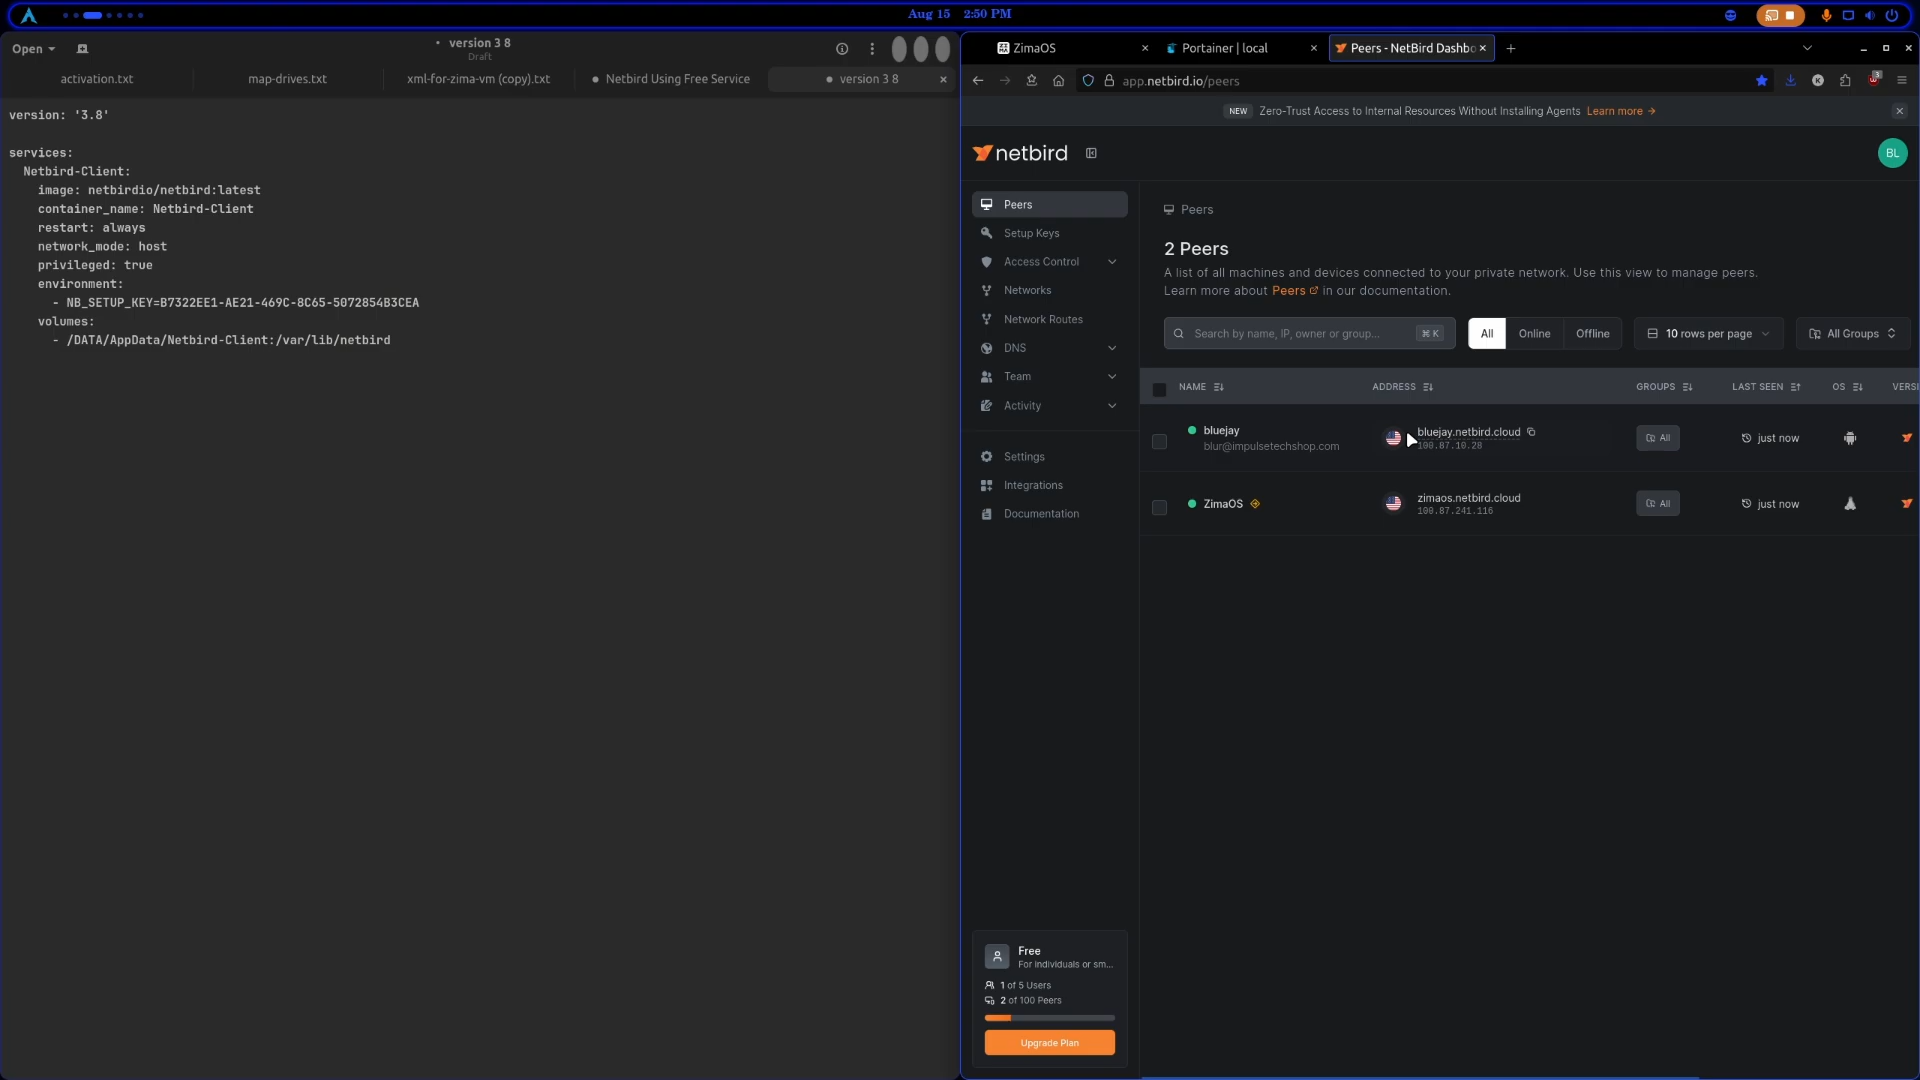 Aug 15 2:50 PM
Open
• version 3 8
Draft
activation.txt
map-drives.txt
xml-for-zima-vm (copy).txt
Netbird Using Free Service
version 3 8
version: '3.8'
services:
Netbird-Client:
image: netbirdio/netbird:latest
container_name: Netbird-Client
restart: always
network_mode: host
privileged: true
environment:
- NB_SETUP_KEY=B7322EE1-AE21-469C-8C65-5072854B3CEA
volumes:
- /DATA/AppData/Netbird-Client:/var/lib/netbird
ZimaOS
Portainer | local
Peers - NetBird Dashbo
app.netbird.io/peers
3
NEW Zero-Trust Access to Internal Resources Without Installing Agents Learn more →
netbird
BL
Peers
Setup Keys
Access Control
Networks
Network Routes
DNS
Team
Activity
Settings
Integrations
Documentation
Free
For individuals or sm...
1 of 5 Users
2 of 100 Peers
Upgrade Plan
Peers
2 Peers
A list of all machines and devices connected to your private network. Use this view to manage peers.
Learn more about Peers in our documentation.
Search by name, IP, owner or group...
⌘ K
All
Online
Offline
10 rows per page
All Groups
NAME ADDRESS GROUPS LAST SEEN OS VERSI
bluejay
blur@impulsetechshop.com
bluejay.netbird.cloud
100.87.10.28
All
just now
ZimaOS
zimaos.netbird.cloud
100.87.241.116
All
just now